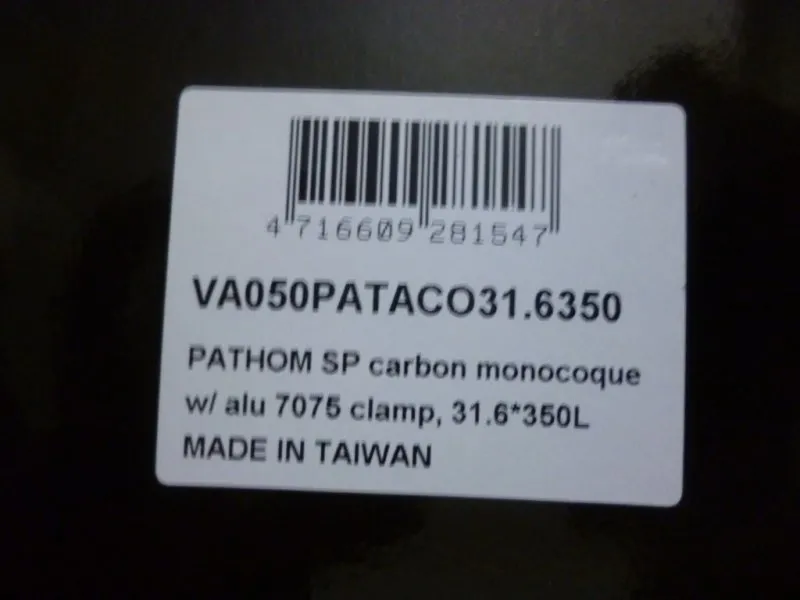 4 716609 281547
VA050PATACO31.6350
PATHOM SP carbon monocoque
w/ alu 7075 clamp, 31.6*350L
MADE IN TAIWAN